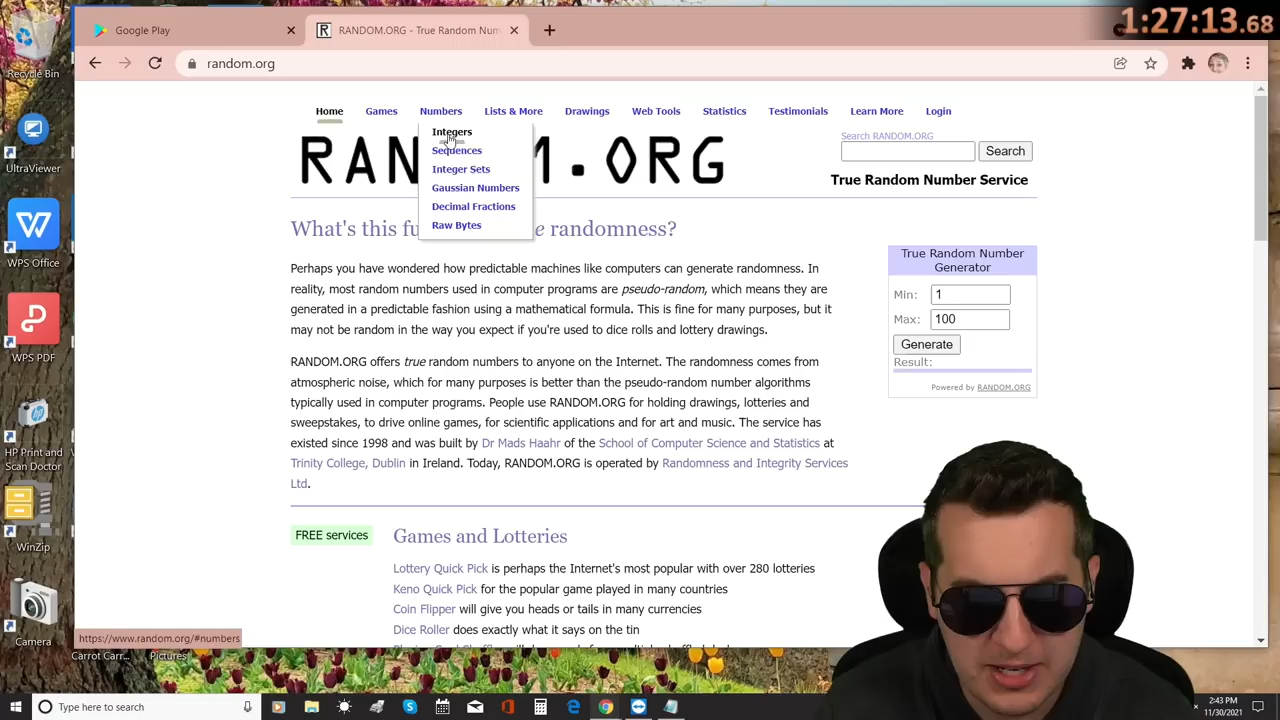 1:27:13.68
Google Play
RANDOM.ORG - True Random Num
random.org
Home Games Numbers Lists & More Drawings Web Tools Statistics Testimonials Learn More Login
Integers
Sequences
Integer Sets
Gaussian Numbers
Decimal Fractions
Raw Bytes
RAN
M.ORG
Search RANDOM.ORG
Search
True Random Number Service
What's this fu
randomness?
Perhaps you have wondered how predictable machines like computers can generate randomness. In
reality, most random numbers used in computer programs are pseudo-random, which means they are
generated in a predictable fashion using a mathematical formula. This is fine for many purposes, but it
may not be random in the way you expect if you're used to dice rolls and lottery drawings.
RANDOM.ORG offers true random numbers to anyone on the Internet. The randomness comes from
atmospheric noise, which for many purposes is better than the pseudo-random number algorithms
typically used in computer programs. People use RANDOM.ORG for holding drawings, lotteries and
sweepstakes, to drive online games, for scientific applications and for art and music. The service has
existed since 1998 and was built by Dr Mads Haahr of the School of Computer Science and Statistics at
Trinity College, Dublin in Ireland. Today, RANDOM.ORG is operated by Randomness and Integrity Services
Ltd.
True Random Number
Generator
Min: 1
Max: 100
Generate
Result:
Powered by RANDOM.ORG
FREE services
Games and Lotteries
Lottery Quick Pick is perhaps the Internet's most popular with over 280 lotteries
Keno Quick Pick for the popular game played in many countries
Coin Flipper will give you heads or tails in many currencies
Dice Roller does exactly what it says on the tin
https://www.random.org/#numbers
Recycle Bin
UltraViewer
WPS Office
WPS PDF
HP Print and
Scan Doctor
WinZip
Camera
Carrot Carr...
Pictures
Type here to search
2:43 PM
11/30/2021